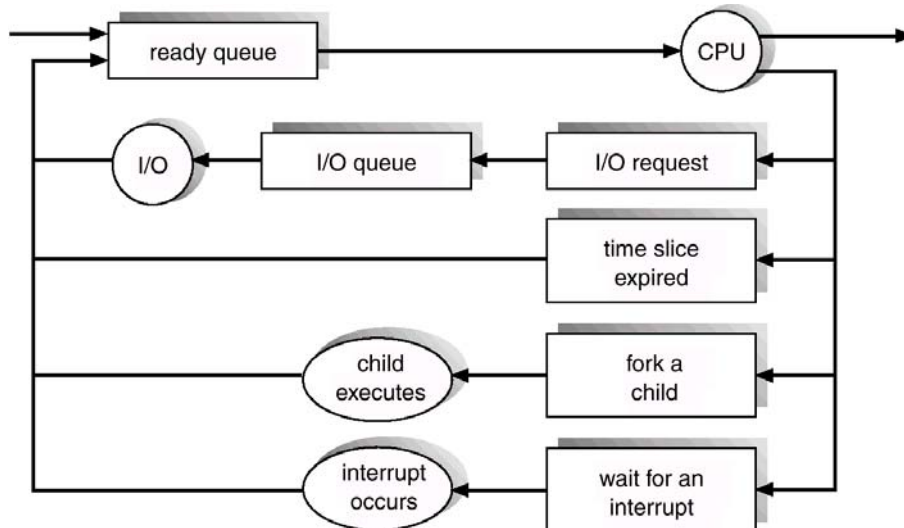 ready queue
CPU
I/O
I/O queue
I/O request
time slice
expired
child
executes
fork a
child
interrupt
occurs
wait for an
interrupt